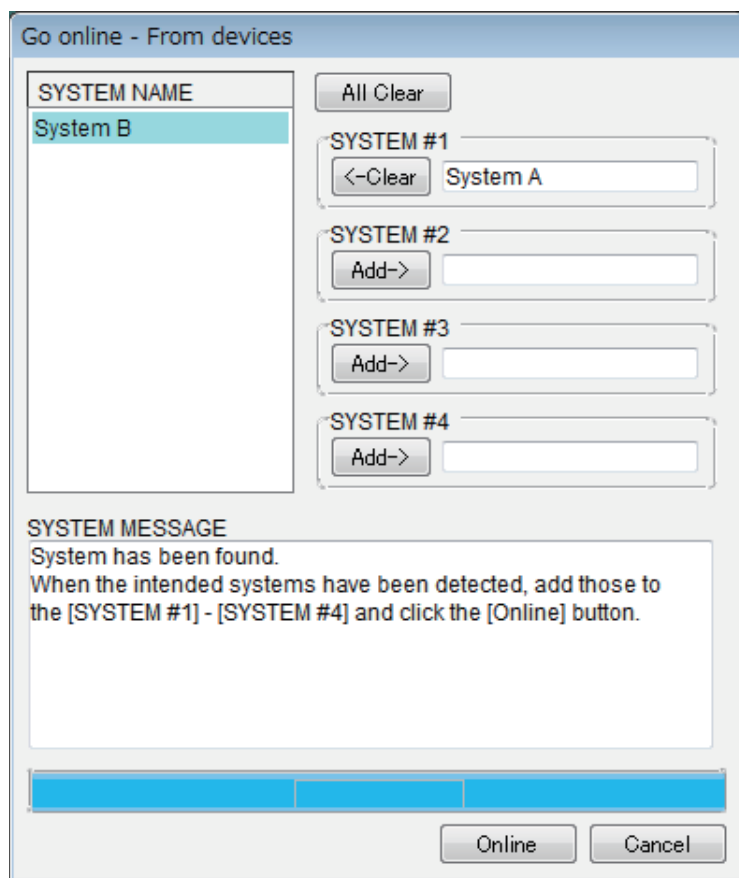 Go online - From devices
SYSTEM NAME
System B
All Clear
SYSTEM #1
<-Clear
System A
SYSTEM #2
Add->
SYSTEM #3
Add->
SYSTEM #4
Add->
SYSTEM MESSAGE
System has been found.
When the intended systems have been detected, add those to
the [SYSTEM #1] - [SYSTEM #4] and click the [Online] button.
Online
Cancel